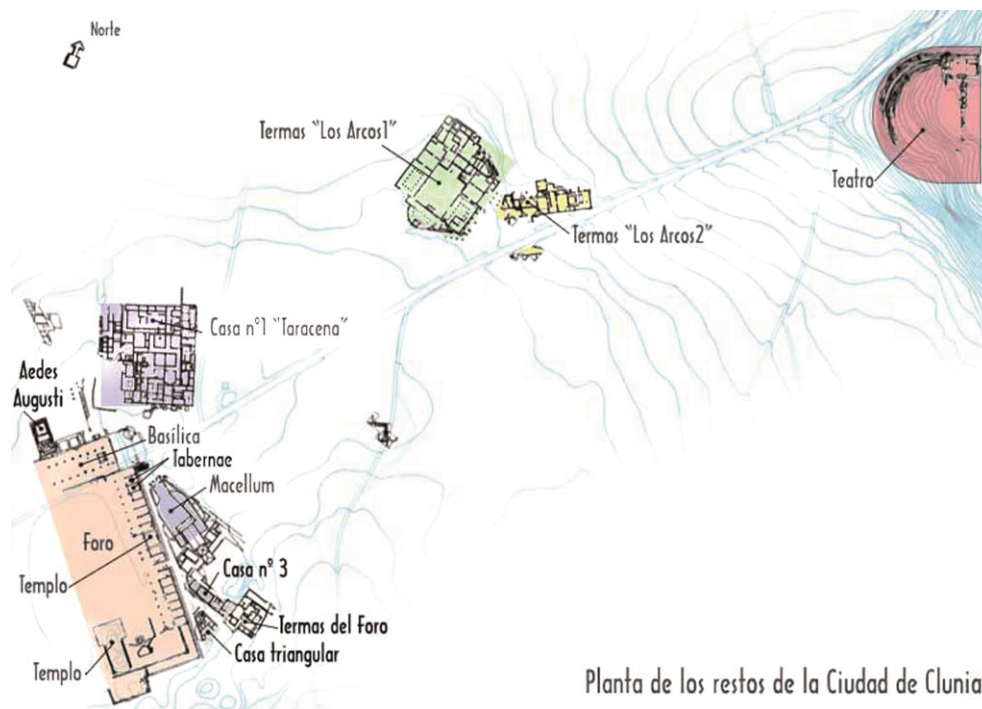 Norte
Termas "Los Arcos1"
Teatro
Termas "Los Arcos2"
Casa nº1 "Taracena"
Aedes
Augusti
Basílica
Tabernae
Macellum
Foro
Casa nº 3
Templo
Termas del Foro
Casa triangular
Templo
Planta de los restos de la Ciudad de Clunia